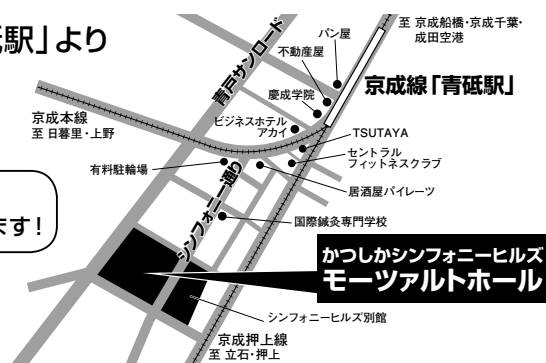 駅」より
至 京成船橋・京成千葉・
成田空港
パン屋
不動産屋
慶成学院
京成線「青砥駅」
青戸サンロード
ビジネスホテル
アカイ
京成本線
至 日暮里・上野
TSUTAYA
セントラル
フィットネスクラブ
有料駐輪場
居酒屋パイレーツ
シンフォニー通り
国際鍼灸専門学校
ます!
かつしかシンフォニーヒルズ
モーツァルトホール
シンフォニーヒルズ別館
京成押上線
至 立石・押上